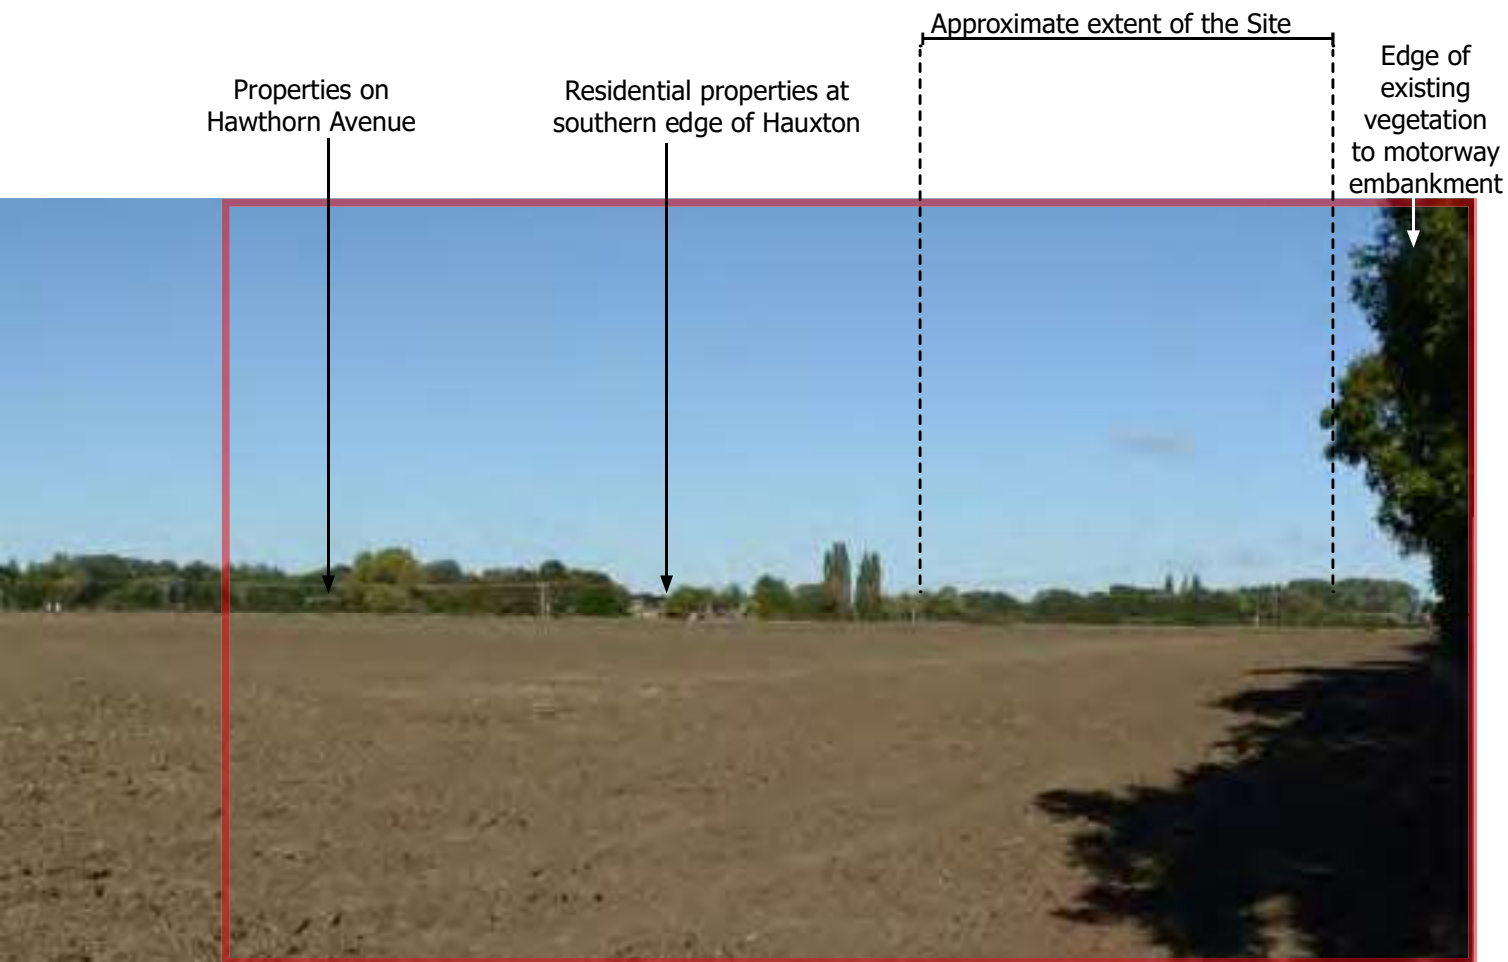 Approximate extent of the Site
Edge of
existing
vegetation
to motorway
embankment
Properties on
Hawthorn Avenue
Residential properties at
southern edge of Hauxton